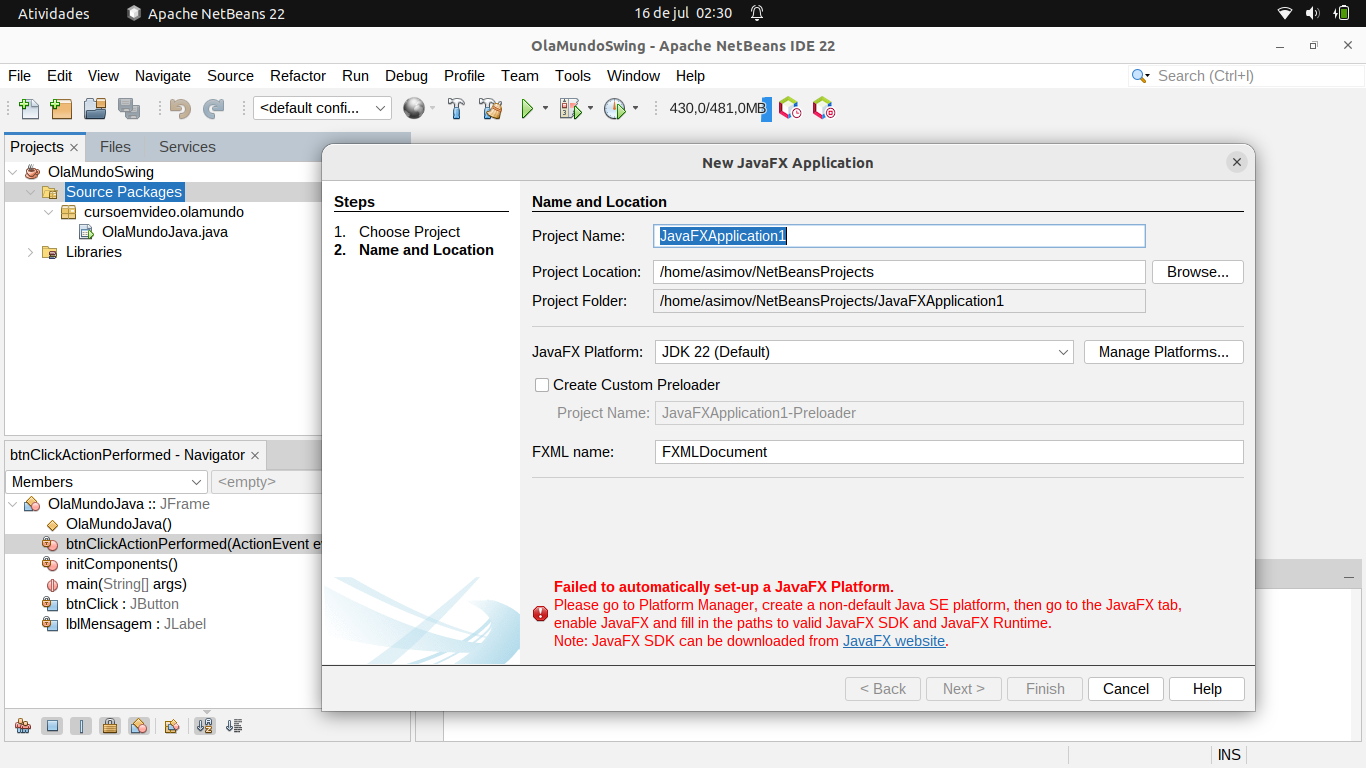 Atividades
Apache NetBeans 22
16 de jul 02:30
OlaMundoSwing - Apache NetBeans IDE 22
File Edit View Navigate Source Refactor Run Debug Profile Team Tools Window Help
Search (Ctrl+I)
<default confi...
430,0/481,0MB
Projects
Files
Services
OlaMundoSwing
Source Packages
cursoemvideo.olamundo
OlaMundoJava.java
Libraries
btnClickActionPerformed - Navigator
Members
<empty>
OlaMundoJava :: JFrame
OlaMundoJava()
btnClickActionPerformed(ActionEvent
initComponents()
main(String[] args)
btnClick : JButton
lblMensagem : JLabel
New JavaFX Application
Steps
1. Choose Project
2. Name and Location
Name and Location
Project Name: JavaFXApplication1
Project Location: /home/asimov/NetBeansProjects Browse...
Project Folder: /home/asimov/NetBeansProjects/JavaFXApplication1
JavaFX Platform: JDK 22 (Default) Manage Platforms...
Create Custom Preloader
Project Name: JavaFXApplication1-Preloader
FXML name: FXMLDocument
Failed to automatically set-up a JavaFX Platform.
Please go to Platform Manager, create a non-default Java SE platform, then go to the JavaFX tab,
enable JavaFX and fill in the paths to valid JavaFX SDK and JavaFX Runtime.
Note: JavaFX SDK can be downloaded from JavaFX website.
< Back Next > Finish Cancel Help
INS